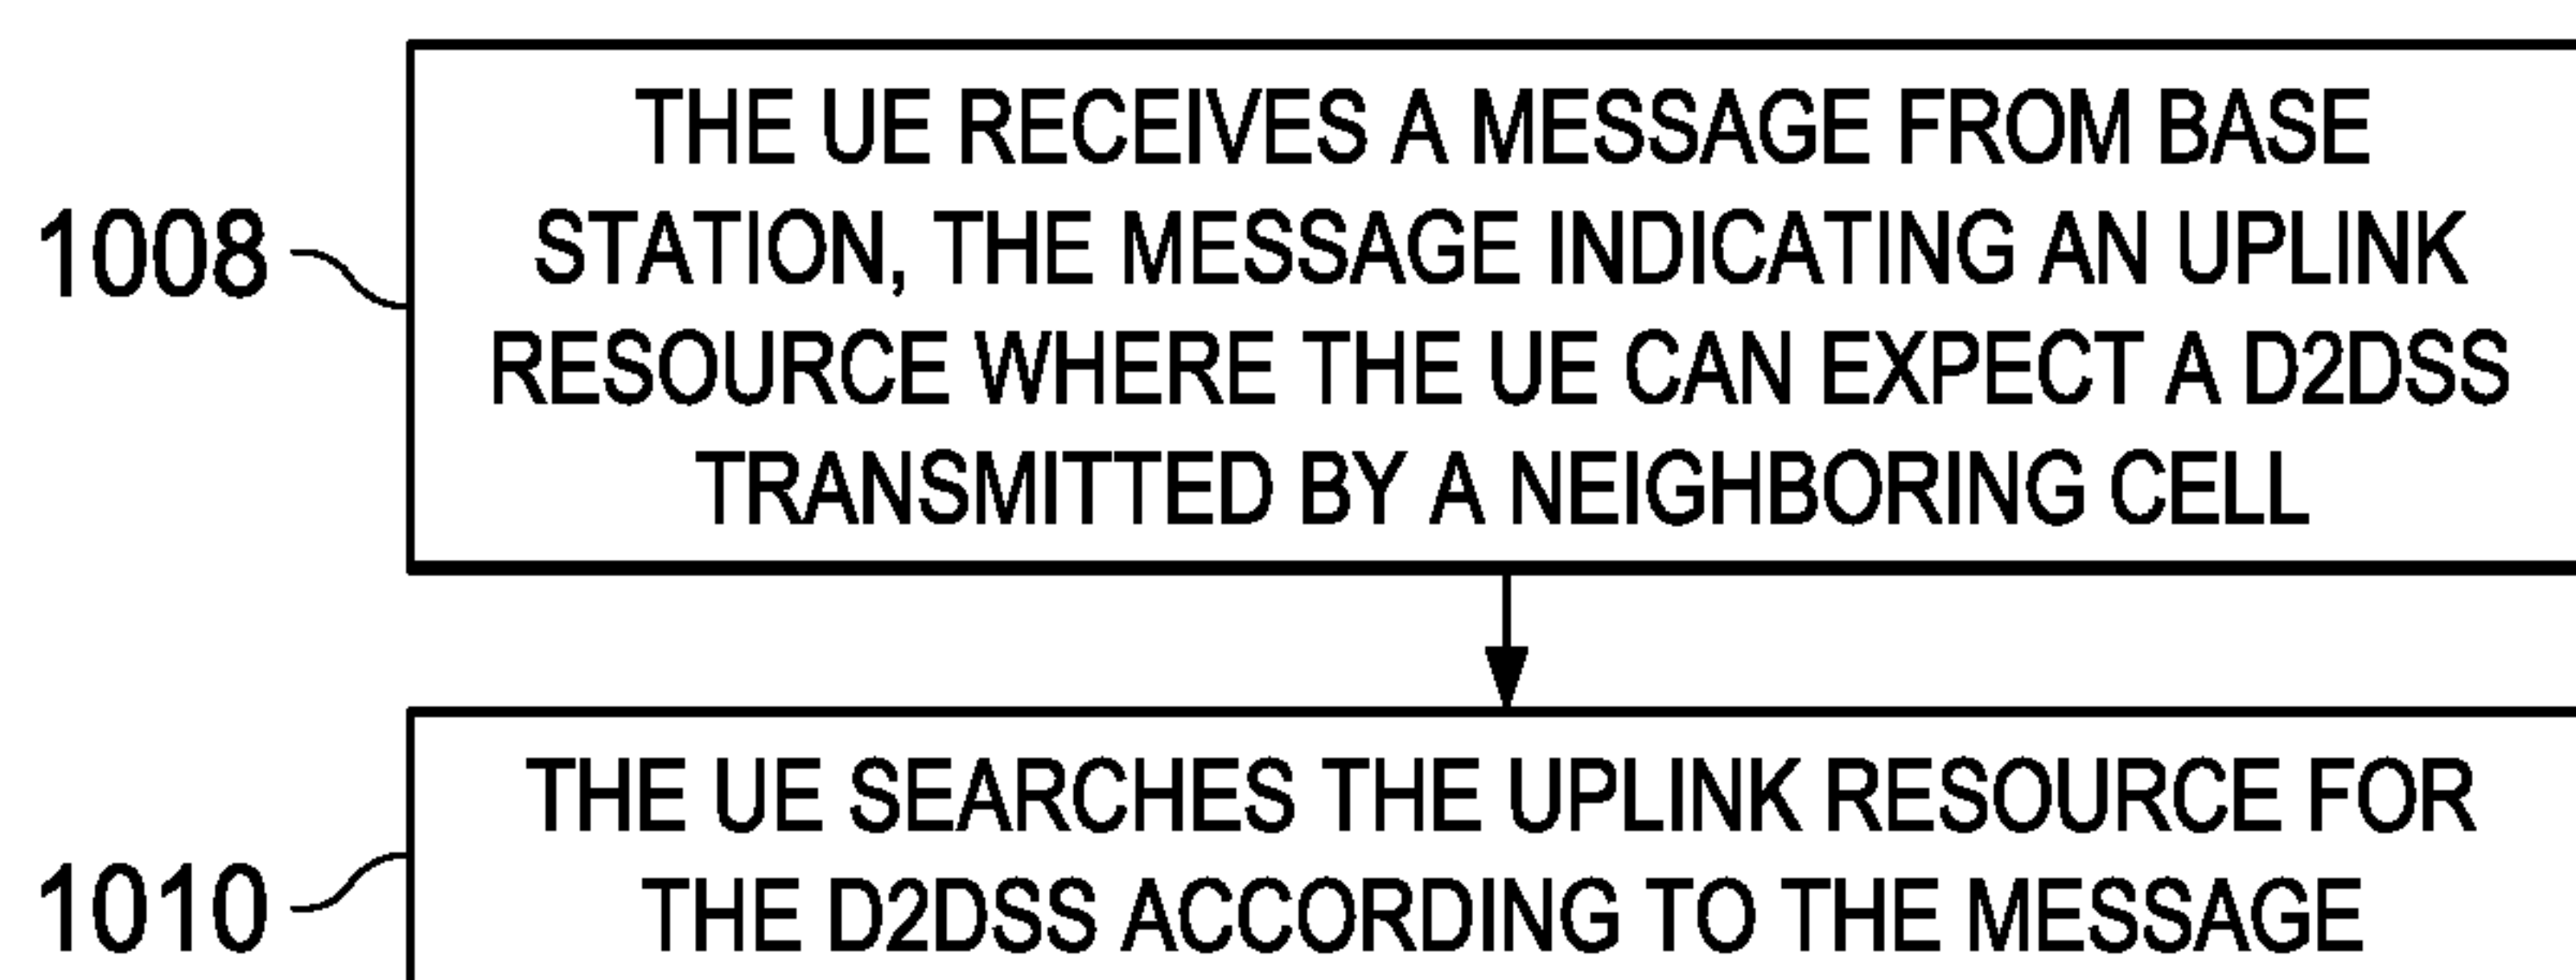 THE UE RECEIVES A MESSAGE FROM BASE
STATION, THE MESSAGE INDICATING AN UPLINK
1008
RESOURCE WHERE THE UE CAN EXPECT A D2DSS
TRANSMITTED BY A NEIGHBORING CELL
THE UE SEARCHES THE UPLINK RESOURCE FOR
THE D2DSS ACCORDING TO THE MESSAGE
1010